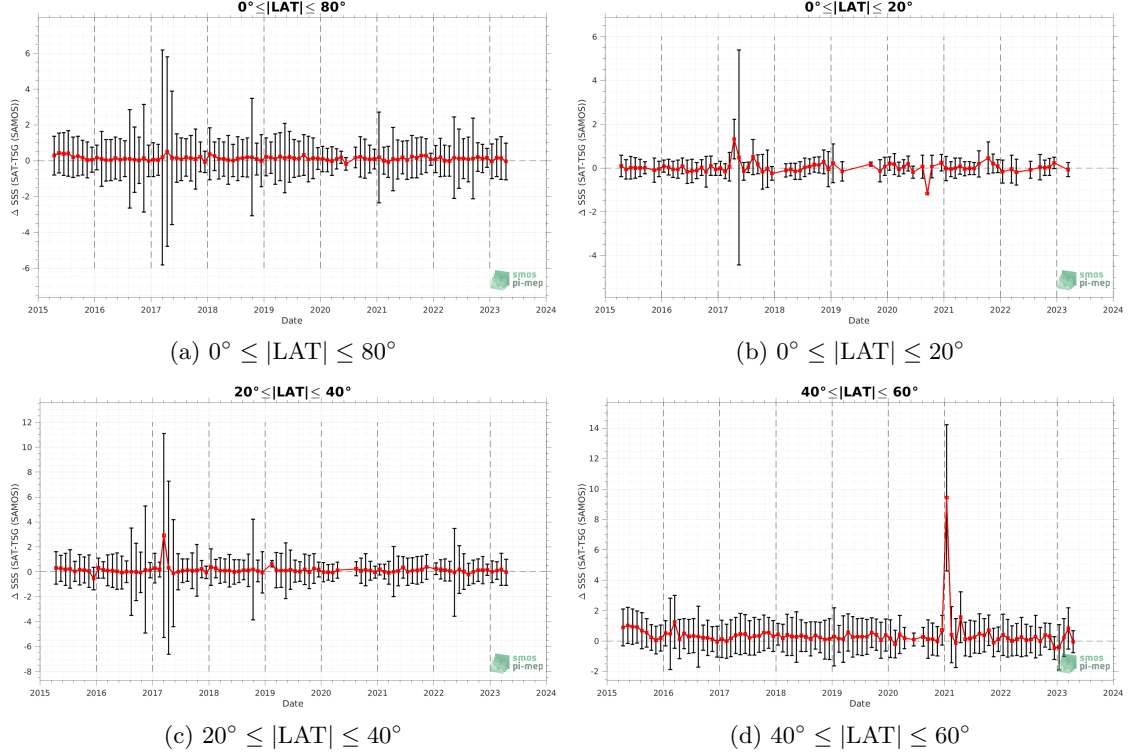 0°≤|LAT|≤ 80°
Δ SSS (SAT-TSG (SAMOS))
6
4
2
0
-2
-4
-6
2015 2016 2017 2018 2019 2020 2021 2022 2023 2024
Date
smos
pi-mep
(a) 0° ≤ |LAT| ≤ 80°
0°≤|LAT|≤ 20°
Δ SSS (SAT-TSG (SAMOS))
6
4
2
0
-2
-4
2015 2016 2017 2018 2019 2020 2021 2022 2023 2024
Date
smos
pi-mep
(b) 0° ≤ |LAT| ≤ 20°
20°≤|LAT|≤ 40°
Δ SSS (SAT-TSG (SAMOS))
12
10
8
6
4
2
0
-2
-4
-6
-8
2015 2016 2017 2018 2019 2020 2021 2022 2023 2024
Date
smos
pi-mep
(c) 20° ≤ |LAT| ≤ 40°
40°≤|LAT|≤ 60°
Δ SSS (SAT-TSG (SAMOS))
14
12
10
8
6
4
2
0
-2
2015 2016 2017 2018 2019 2020 2021 2022 2023 2024
Date
smos
pi-mep
(d) 40° ≤ |LAT| ≤ 60°